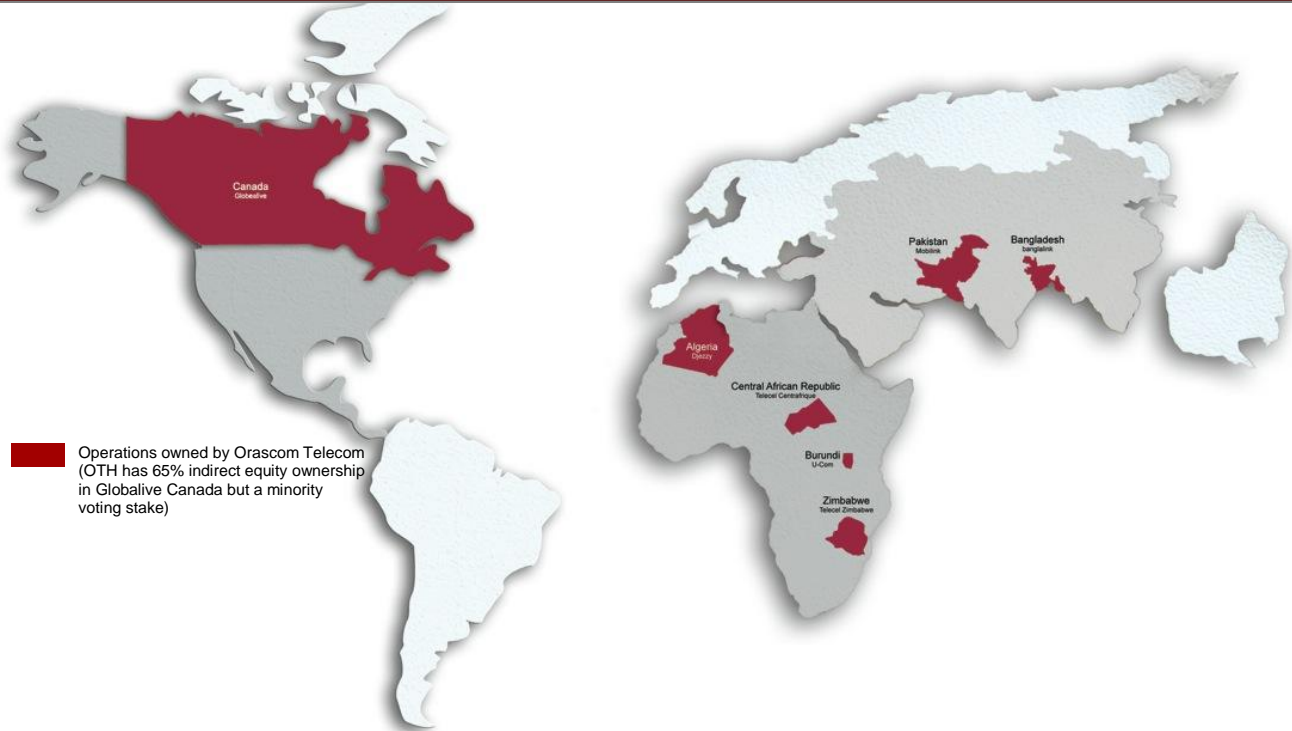 Canada
Globealive
Pakistan
Mobilink
Bangladesh
banglalink
Algeria
Djezzy
Central African Republic
Telecel Centrafrique
Burundi
U-Com
Zimbabwe
Telecel Zimbabwe
Operations owned by Orascom Telecom
(OTH has 65% indirect equity ownership
in Globalive Canada but a minority
voting stake)